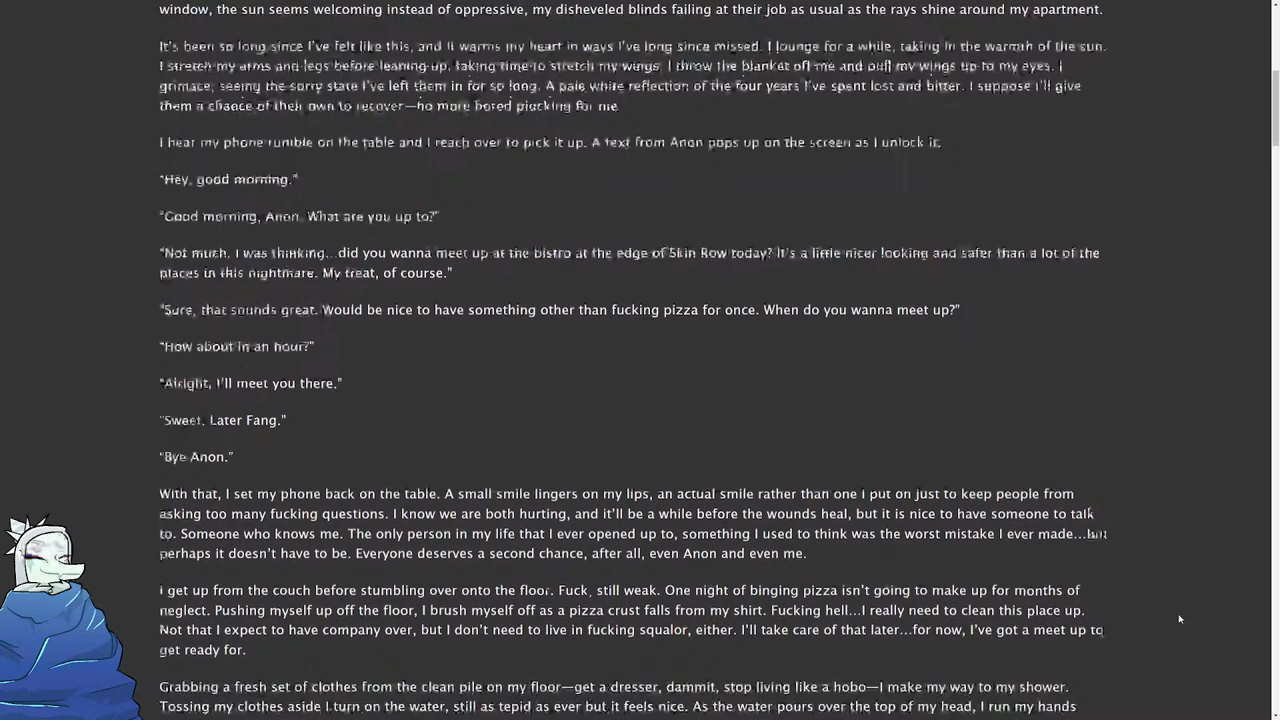 window, the sun seems welcoming instead of oppressive, my disheveled blinds failing at their job as usual as the rays shine around my apartment.
It's been so long since I've felt like this, and it warms my heart in ways I've long since missed. I lounge for a while, taking in the warmth of the sun.
I stretch my arms and legs before leaning up, taking time to stretch my wings. I throw the blanket off me and pull my wings up to my eyes. I
grimace, seeing the sorry state I've left them in for so long. A pale white reflection of the four years I've spent lost and bitter. I suppose I'll give
them a chance of their own to recover—no more bored plucking for me.
I hear my phone rumble on the table and I reach over to pick it up. A text from Anon pops up on the screen as I unlock it.
"Hey, good morning."
"Good morning, Anon. What are you up to?"
"Not much. I was thinking...did you wanna meet up at the bistro at the edge of Skin Row today? It's a little nicer looking and safer than a lot of the
places in this nightmare. My treat, of course."
"Sure, that sounds great. Would be nice to have something other than fucking pizza for once. When do you wanna meet up?"
"How about in an hour?"
"Alright, I'll meet you there."
"Sweet. Later Fang."
"Bye Anon."
With that, I set my phone back on the table. A small smile lingers on my lips, an actual smile rather than one I put on just to keep people from
asking too many fucking questions. I know we are both hurting, and it'll be a while before the wounds heal, but it is nice to have someone to talk
to. Someone who knows me. The only person in my life that I ever opened up to, something I used to think was the worst mistake I ever made...but
perhaps it doesn't have to be. Everyone deserves a second chance, after all, even Anon and even me.
I get up from the couch before stumbling over onto the floor. Fuck, still weak. One night of binging pizza isn't going to make up for months of
neglect. Pushing myself up off the floor, I brush myself off as a pizza crust falls from my shirt. Fucking hell...I really need to clean this place up.
Not that I expect to have company over, but I don't need to live in fucking squalor, either. I'll take care of that later...for now, I've got a meet up to
get ready for.
Grabbing a fresh set of clothes from the clean pile on my floor—get a dresser, dammit, stop living like a hobo—I make my way to my shower.
Tossing my clothes aside I turn on the water, still as tepid as ever but it feels nice. As the water pours over the top of my head, I run my hands